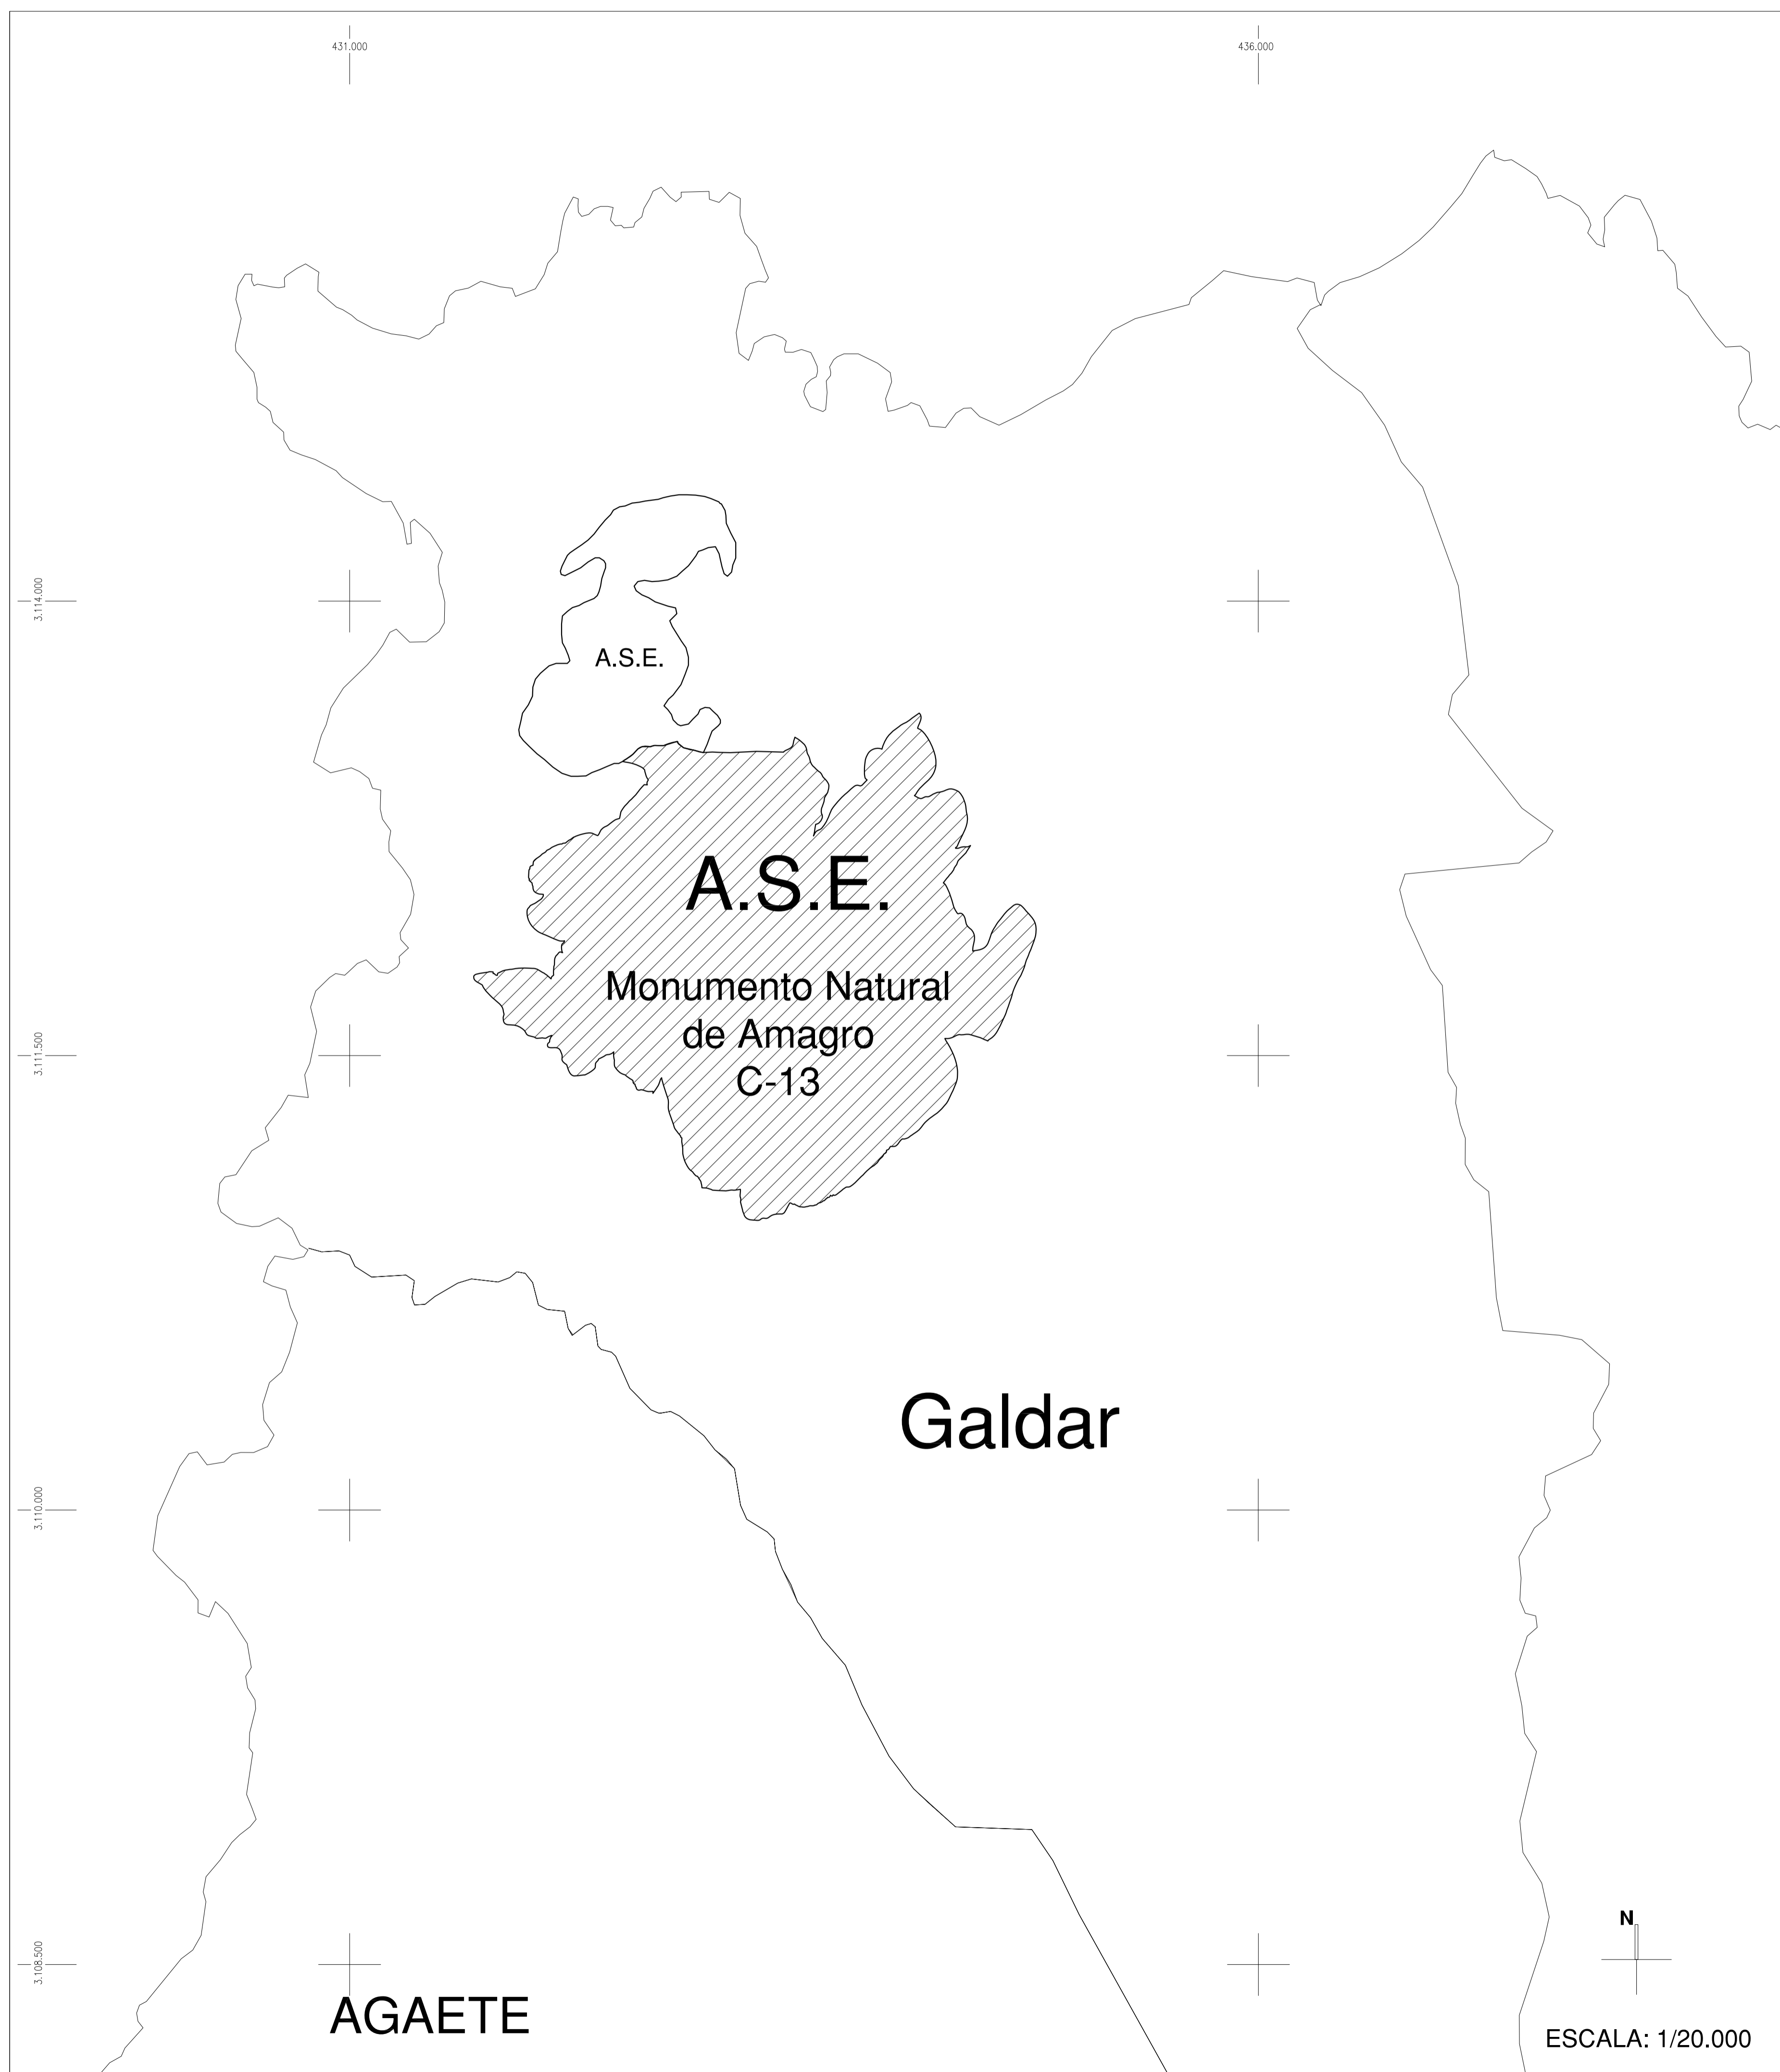 431.000
436.000
3.114.000
A.S.E.
A.S.E.
Monumento Natural
de Amagro
C-13
3.111.500
Galdar
3.110.000
N
3.108.500
AGAETE
ESCALA: 1/20.000